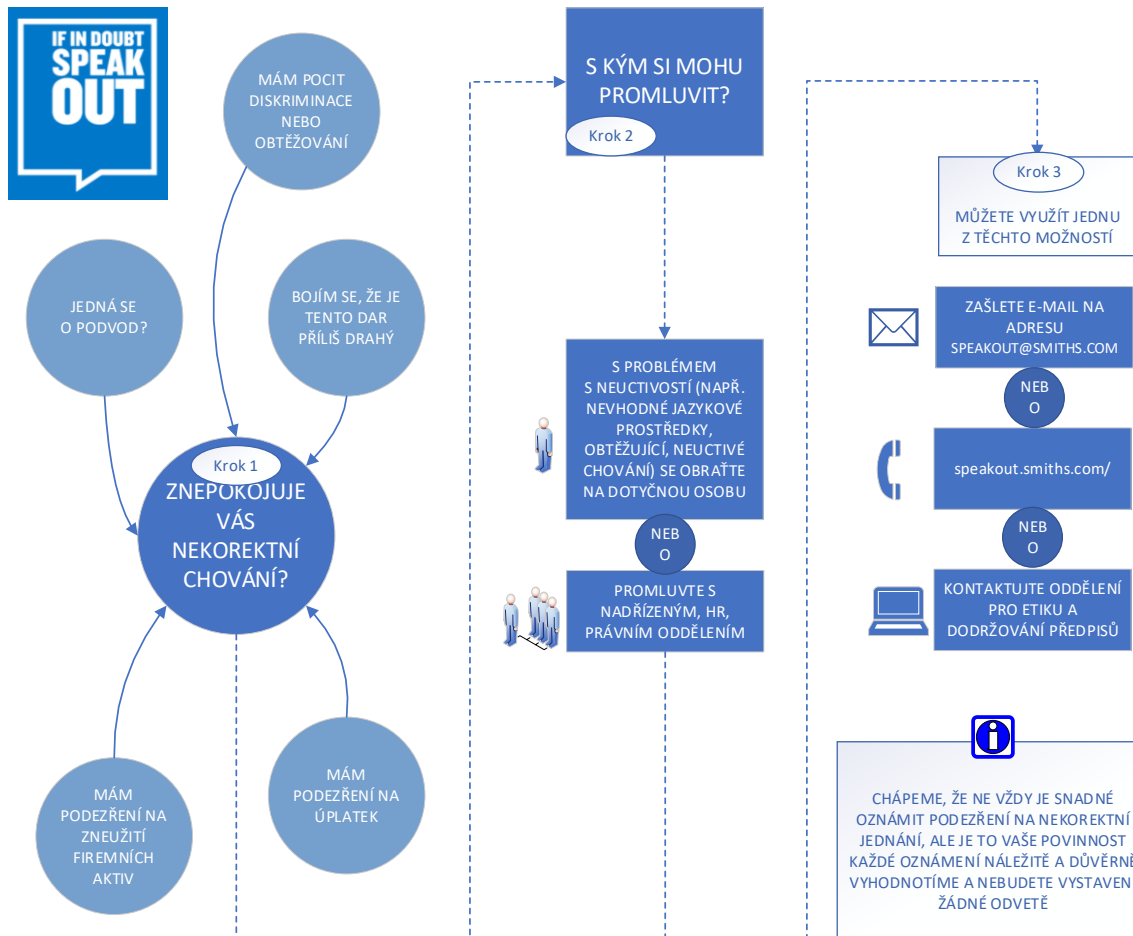 IF IN DOUBT
SPEAK
OUT
MÁM POCIT
DISKRIMINACE
NEBO
OBTĚŽOVÁNÍ
JEDNÁ SE
O PODVOD?
BOJÍM SE, ŽE JE
TENTO DAR
PŘÍLIŠ DRAHÝ
Krok 1
ZNEPOKOJUJE
VÁS
NEKOREKTNÍ
CHOVÁNÍ?
MÁM
PODEZŘENÍ NA
ZNEUŽITÍ
FIREMNÍCH
AKTIV
MÁM
PODEZŘENÍ NA
ÚPLATEK
S KÝM SI MOHU
PROMLUVIT?
Krok 2
S PROBLÉMEM
S NEUCTIVOSTÍ (NAPŘ.
NEVHODNÉ JAZYKOVÉ
PROSTŘEDKY,
OBTĚŽUJÍCÍ, NEUCTIVÉ
CHOVÁNÍ) SE OBRAŤTE
NA DOTYČNOU OSOBU
NEB
O
PROMLUVTE S
NADŘÍZENÝM, HR,
PRÁVNÍM ODDĚLENÍM
Krok 3
MŮŽETE VYUŽÍT JEDNU
Z TĚCHTO MOŽNOSTÍ
ZAŠLETE E-MAIL NA
ADRESU
SPEAKOUT@SMITHS.COM
NEB
O
speakout.smiths.com/
NEB
O
KONTAKTUJTE ODDĚLENÍ
PRO ETIKU A
DODRŽOVÁNÍ PŘEDPISŮ
CHÁPEME, ŽE NE VŽDY JE SNADNÉ
OZNÁMIT PODEZŘENÍ NA NEKOREKTNÍ
JEDNÁNÍ, ALE JE TO VAŠE POVINNOST
KAŽDÉ OZNÁMENÍ NÁLEŽITĚ A DŮVĚRNĚ
VYHODNOTÍME A NEBUDETE VYSTAVEN
ŽÁDNÉ ODVETĚ